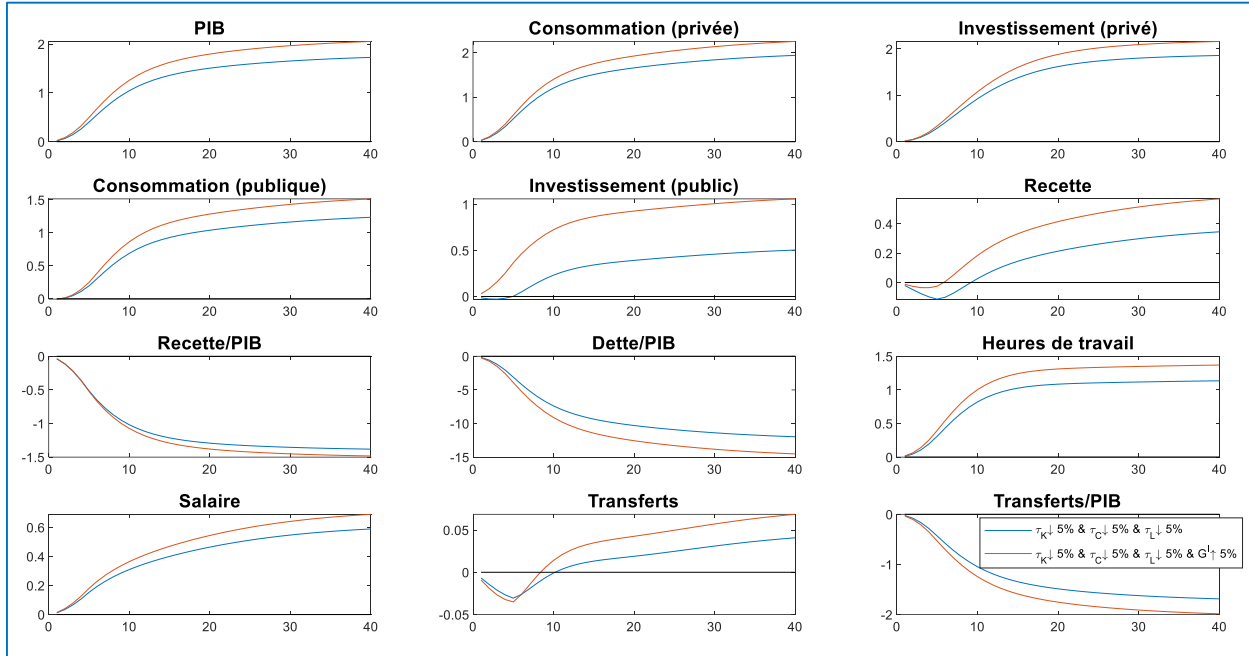 PIB
Consommation (privée)
Investissement (privé)
2
1
0
0 10 20 30 40
2
1
0
0 10 20 30 40
2
1
0
0 10 20 30 40
Consommation (publique)
Investissement (public)
Recette
1.5
1
0.5
0
0 10 20 30 40
1
0.5
0
0 10 20 30 40
0.4
0.2
0
0 10 20 30 40
Recette/PIB
Dette/PIB
Heures de travail
0
-0.5
-1
-1.5
0 10 20 30 40
0
-5
-10
-15
0 10 20 30 40
1.5
1
0.5
0
0 10 20 30 40
Salaire
Transferts
Transferts/PIB
0.6
0.4
0.2
0
0 10 20 30 40
0.05
0
-0.05
0 10 20 30 40
0
-1
-2
0 10 20 30 40
τK↓ 5% & τC↓ 5% & τL↓ 5%
τK↓ 5% & τC↓ 5% & τL↓ 5% & GI↑ 5%